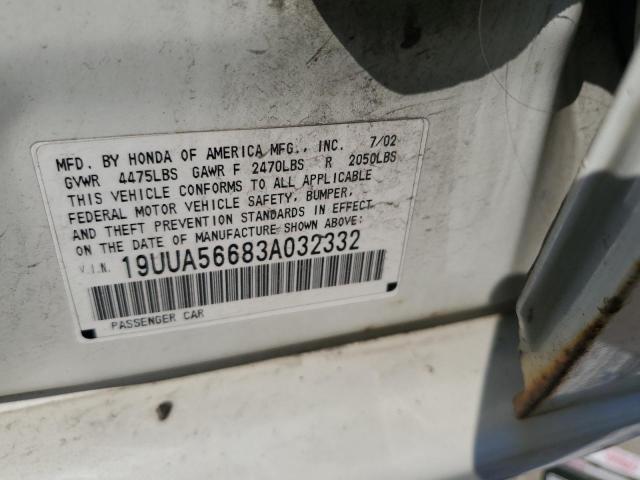 MFD. BY HONDA OF AMERICA MFG., INC. 7/02
GVWR 4475LBS GAWR F 2470LBS R 2050LBS
THIS VEHICLE CONFORMS TO ALL APPLICABLE
FEDERAL MOTOR VEHICLE SAFETY, BUMPER,
AND THEFT PREVENTION STANDARDS IN EFFECT
ON THE DATE OF MANUFACTURE SHOWN ABOVE:
V.I.N. 19UUA56683A032332
PASSENGER CAR